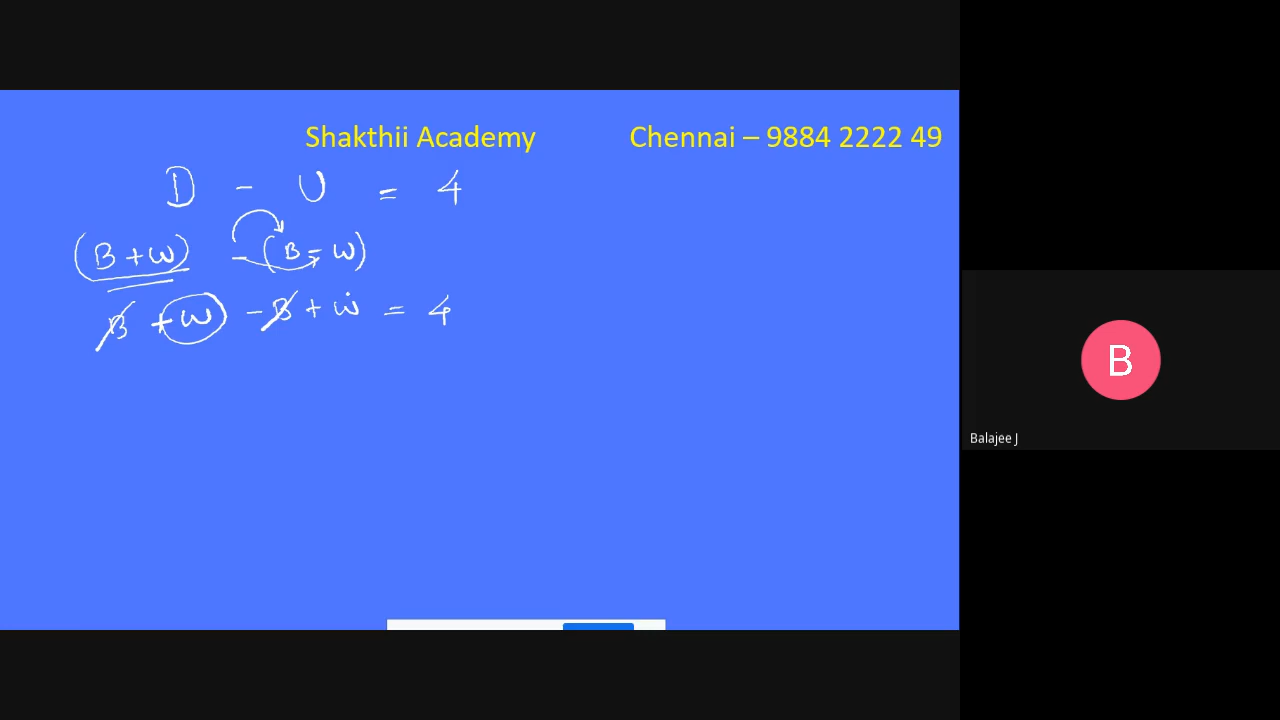 Shakthii Academy Chennai – 9884 2222 49
D - U = 4
(B + W) - (B - W)
B + W - B + W = 4
B
Balajee J